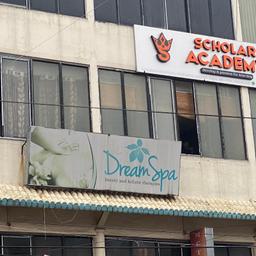 SCHOLAR
ACADEM
Dream Spa
beauty and holistic therapies